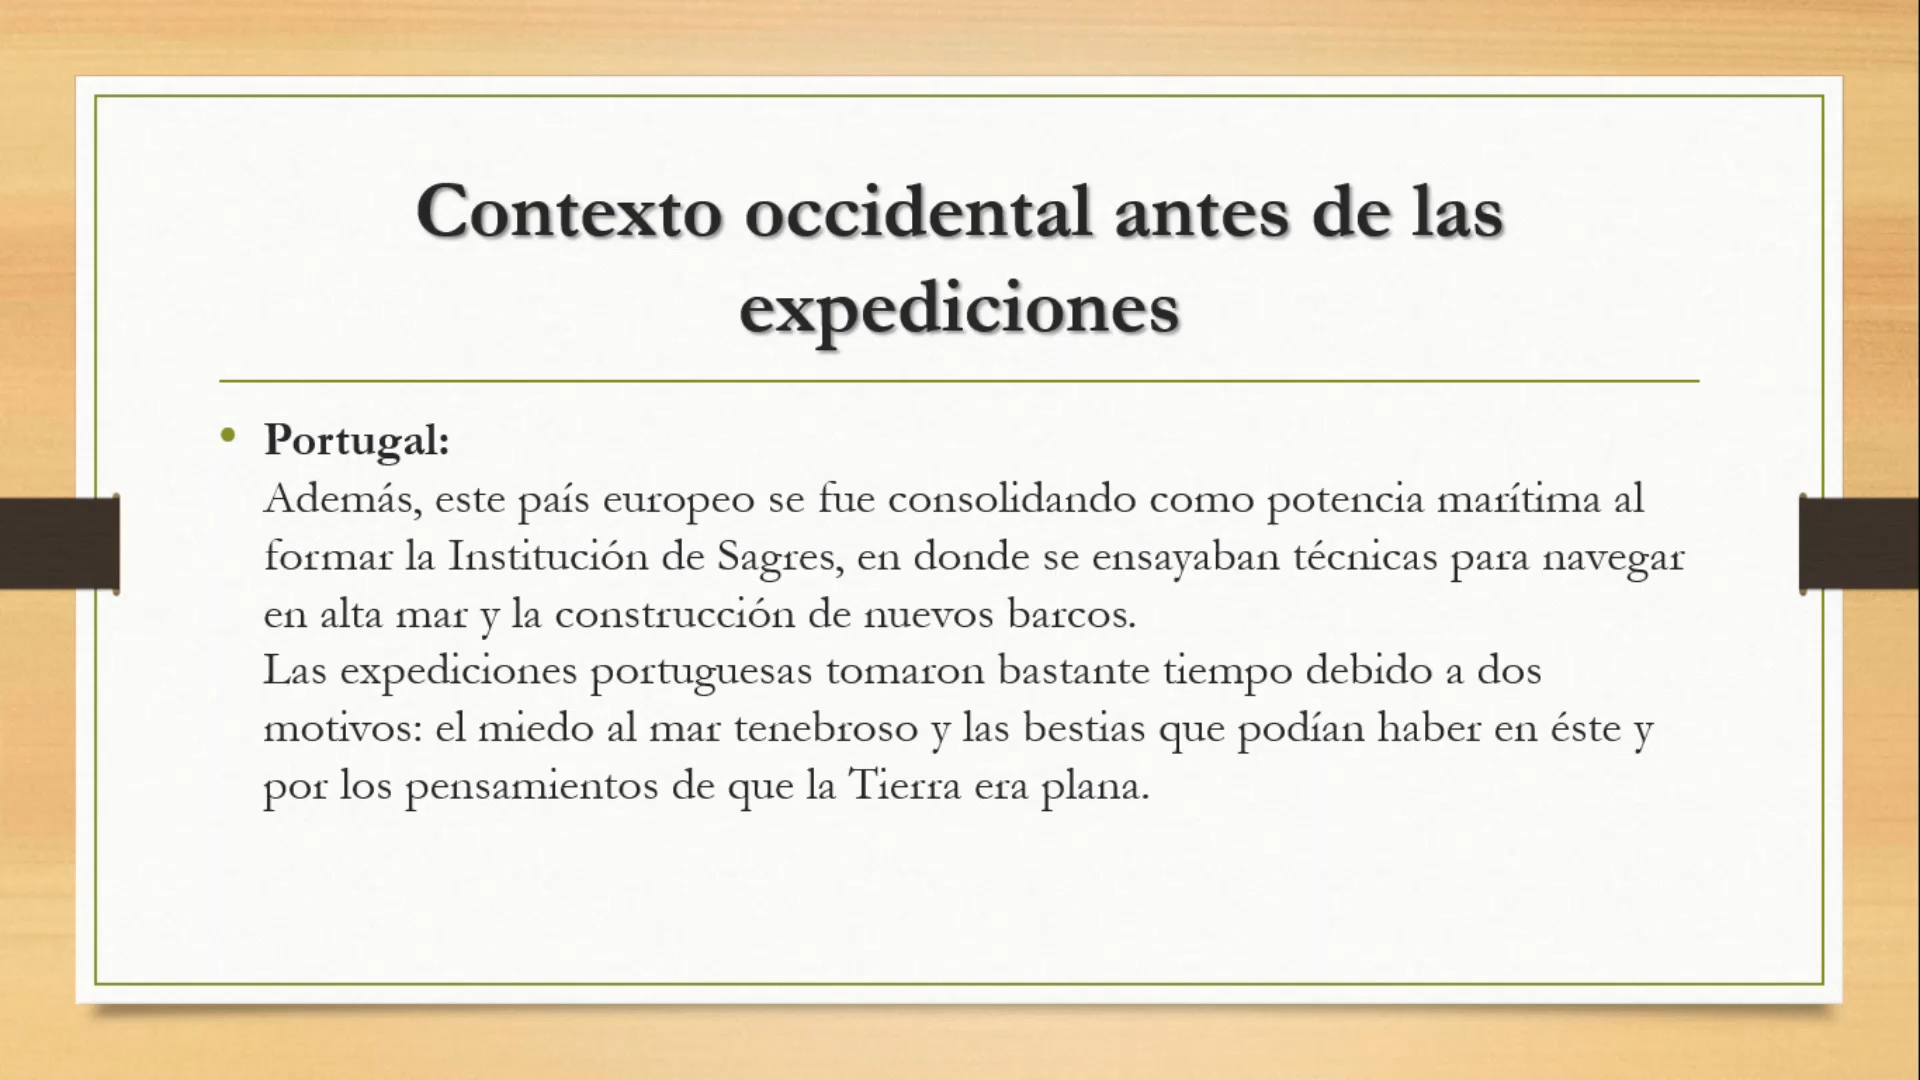 Contexto occidental antes de las
expediciones
• Portugal:
Además, este país europeo se fue consolidando como potencia marítima al
formar la Institución de Sagres, en donde se ensayaban técnicas para navegar
en alta mar y la construcción de nuevos barcos.
Las expediciones portuguesas tomaron bastante tiempo debido a dos
motivos: el miedo al mar tenebroso y las bestias que podían haber en éste y
por los pensamientos de que la Tierra era plana.